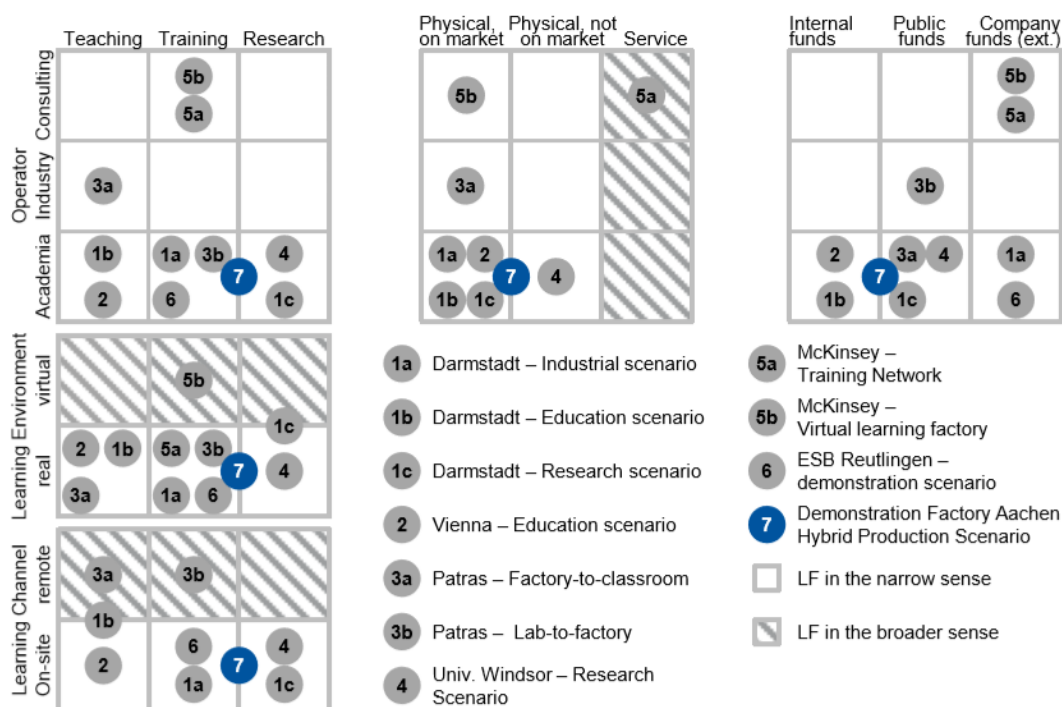 Teaching Training Research
Physical, on market
Physical, not on market
Service
Internal funds
Public funds
Company funds (ext.)
Operator
Consulting
Industry
Academia
5b
5a
3a
1b
2
1a
3b
6
7
4
1c
5b
5a
3a
1a
2
1b
1c
7
4
5b
5a
3b
2
1b
7
3a
4
1c
1a
6
Learning Environment
virtual
real
5b
1c
2
1b
3a
5a
3b
1a
6
7
4
Learning Channel
remote
On-site
3a
3b
1b
2
6
1a
7
4
1c
1a Darmstadt – Industrial scenario
1b Darmstadt – Education scenario
1c Darmstadt – Research scenario
2 Vienna – Education scenario
3a Patras – Factory-to-classroom
3b Patras – Lab-to-factory
4 Univ. Windsor – Research
Scenario
5a McKinsey –
Training Network
5b McKinsey –
Virtual learning factory
6 ESB Reutlingen –
demonstration scenario
7 Demonstration Factory Aachen
Hybrid Production Scenario
LF in the narrow sense
LF in the broader sense